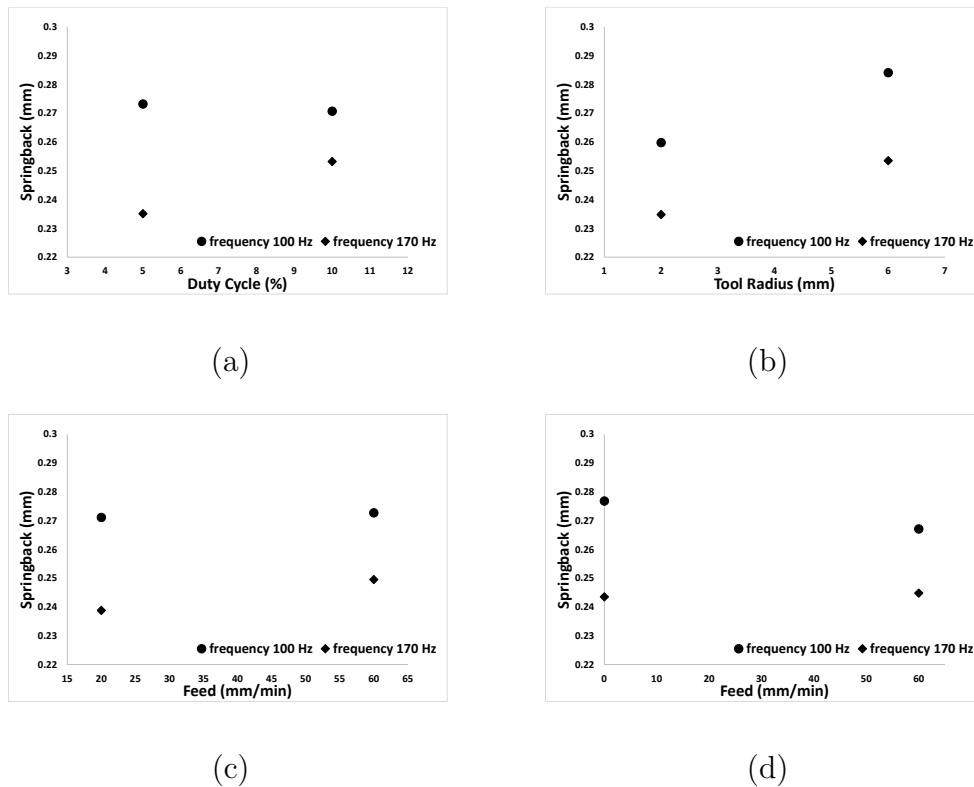 0.3
0.29
0.28
0.27
0.26
0.25
0.24
0.23
0.22
Springback (mm)
frequency 100 Hz frequency 170 Hz
3 4 5 6 7 8 9 10 11 12
Duty Cycle (%)
(a)
0.3
0.29
0.28
0.27
0.26
0.25
0.24
0.23
0.22
Springback (mm)
frequency 100 Hz frequency 170 Hz
1 2 3 4 5 6 7
Tool Radius (mm)
(b)
0.3
0.29
0.28
0.27
0.26
0.25
0.24
0.23
0.22
Springback (mm)
frequency 100 Hz frequency 170 Hz
15 20 25 30 35 40 45 50 55 60 65
Feed (mm/min)
(c)
0.3
0.29
0.28
0.27
0.26
0.25
0.24
0.23
0.22
Springback (mm)
frequency 100 Hz frequency 170 Hz
0 10 20 30 40 50 60
Feed (mm/min)
(d)